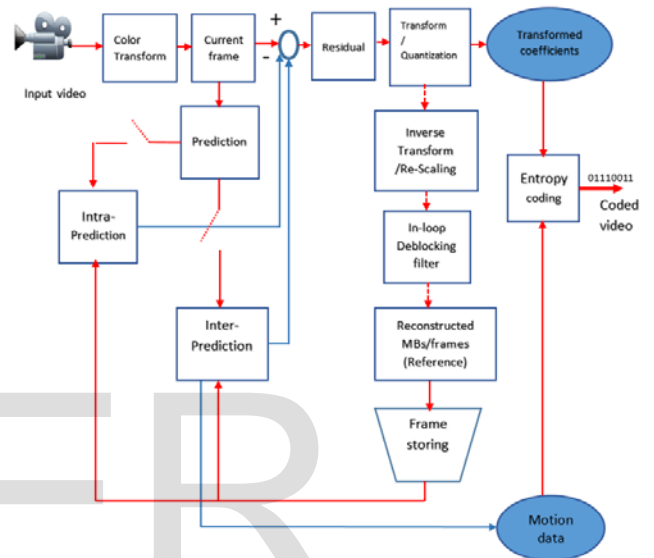 Input video
Color
Transform
Current
frame
+
-
Residual
Transform
/
Quantization
Transformed
coefficients
Prediction
Inverse
Transform
/Re-Scaling
Entropy
coding
01110011
Coded
video
Intra-
Prediction
In-loop
Deblocking
filter
Inter-
Prediction
Reconstructed
MBs/frames
(Reference)
Frame
storing
Motion
data